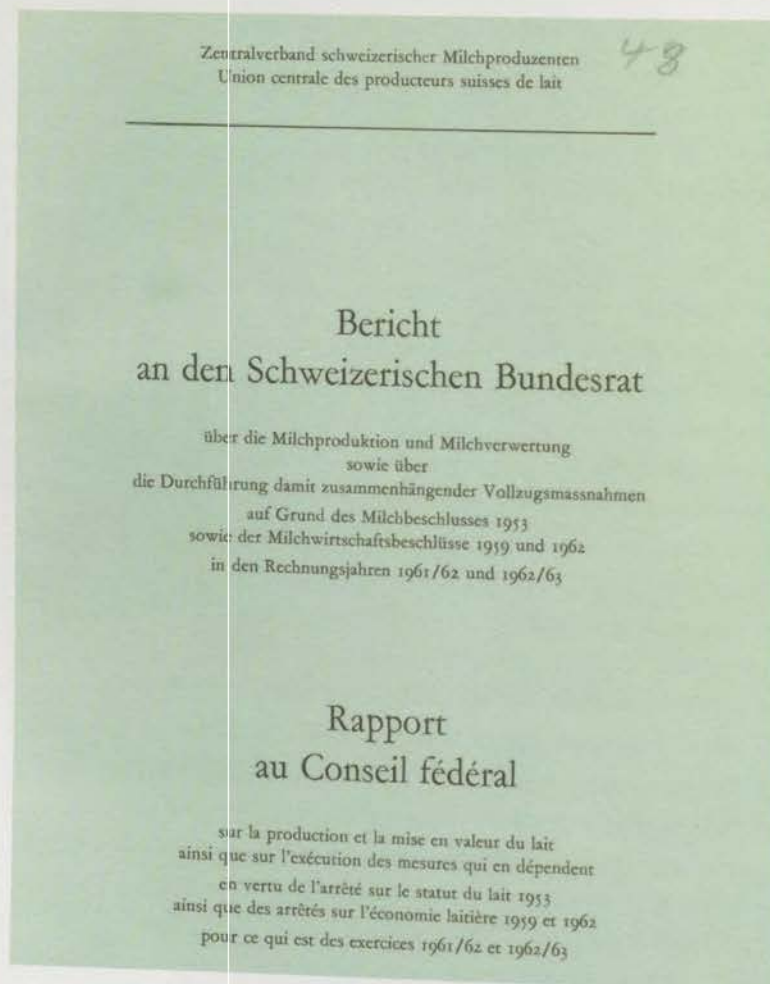 Zentralverband schweizerischer Milchproduzenten
Union centrale des producteurs suisses de lait
48
Bericht
an den Schweizerischen Bundesrat
über die Milchproduktion und Milchverwertung
sowie über
die Durchführung damit zusammenhängender Vollzugsmassnahmen
auf Grund des Milchbeschlusses 1953
sowie der Milchwirtschaftsbeschlüsse 1959 und 1962
in den Rechnungsjahren 1961/62 und 1962/63
Rapport
au Conseil fédéral
sur la production et la mise en valeur du lait
ainsi que sur l'exécution des mesures qui en dépendent
en vertu de l'arrêté sur le statut du lait 1953
ainsi que des arrêtés sur l'économie laitière 1959 et 1962
pour ce qui est des exercices 1961/62 et 1962/63